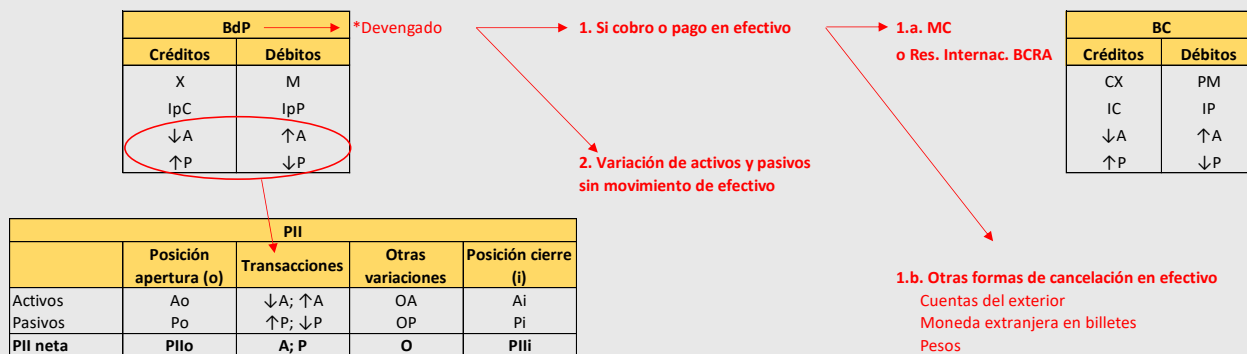 BdP
*Devengado
Créditos Débitos
X M
IpC IpP
↓A ↑A
↑P ↓P
1. Si cobro o pago en efectivo
2. Variación de activos y pasivos
sin movimiento de efectivo
1.a. MC
o Res. Internac. BCRA
BC
Créditos Débitos
CX PM
IC IP
↓A ↑A
↑P ↓P
PII
Posición apertura (o) Transacciones Otras variaciones Posición cierre (i)
Activos Ao ↓A; ↑A OA Ai
Pasivos Po ↑P; ↓P OP Pi
PII neta PIIo A; P O PIIi
1.b. Otras formas de cancelación en efectivo
Cuentas del exterior
Moneda extranjera en billetes
Pesos